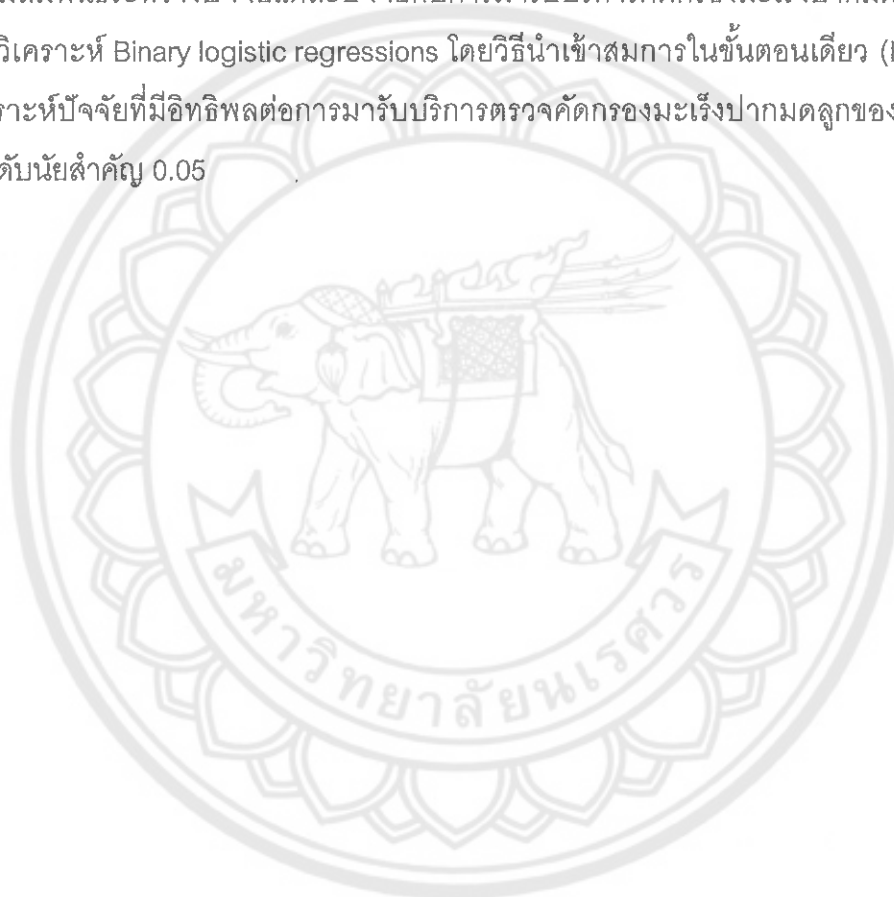 วิเคราะห์ Binary logistic regressions โดยวิธีนำเข้าสมการในขั้นตอนเดียว
ราะห์ปัจจัยที่มีอิทธิพลต่อการมารับบริการตรวจคัดกรองมะเร็งปากมดลูกของ
ดับนัยสำคัญ 0.05
มหาวิทยาลัยนเรศวร